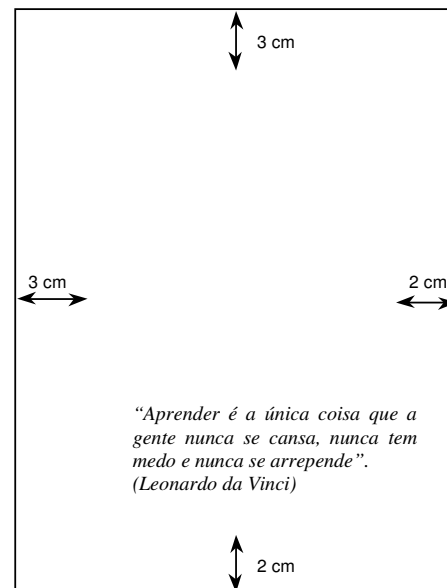 3 cm
3 cm
2 cm
“Aprender é a única coisa que a
gente nunca se cansa, nunca tem
medo e nunca se arrepende”.
(Leonardo da Vinci)
2 cm